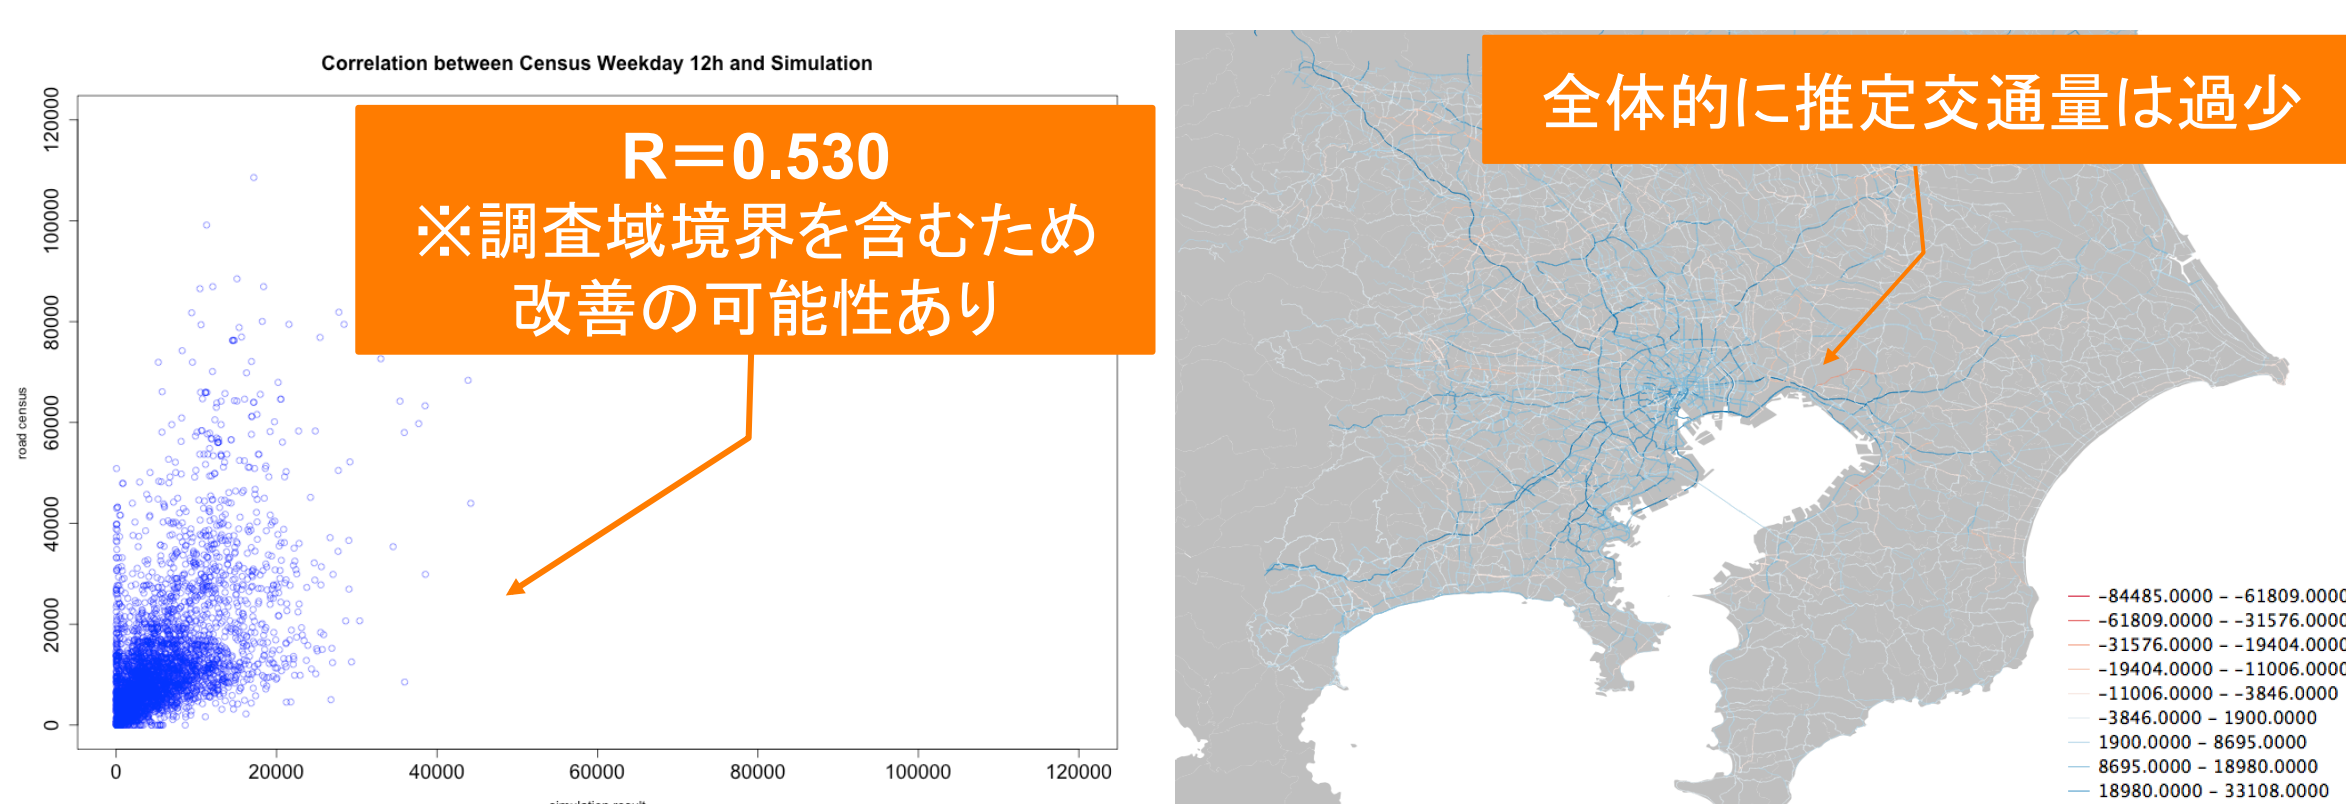 Correlation between Census Weekday 12h and Simulation
R＝0.530
※調査域境界を含むため
改善の可能性あり
road census
120000
100000
80000
60000
40000
20000
0
0 20000 40000 60000 80000 100000 120000
simulation result
全体的に推定交通量は過少
-84485.0000 - -61809.0000
-61809.0000 - -31576.0000
-31576.0000 - -19404.0000
-19404.0000 - -11006.0000
-11006.0000 - -3846.0000
-3846.0000 - 1900.0000
1900.0000 - 8695.0000
8695.0000 - 18980.0000
18980.0000 - 33108.0000